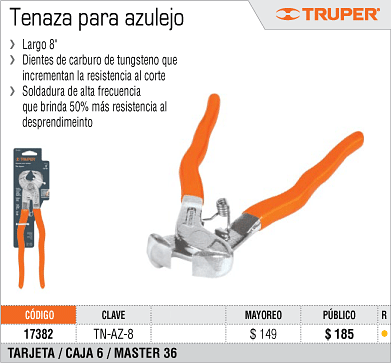 Tenaza para azulejo
TRUPER®
Largo 8"
Dientes de carburo de tungsteno que
incrementan la resistencia al corte
Soldadura de alta frecuencia
que brinda 50% más resistencia al
desprendimeinto
TRUPER
CÓDIGO CLAVE MAYOREO PÚBLICO R
17382 TN-AZ-8 $ 149 $ 185
TARJETA / CAJA 6 / MASTER 36